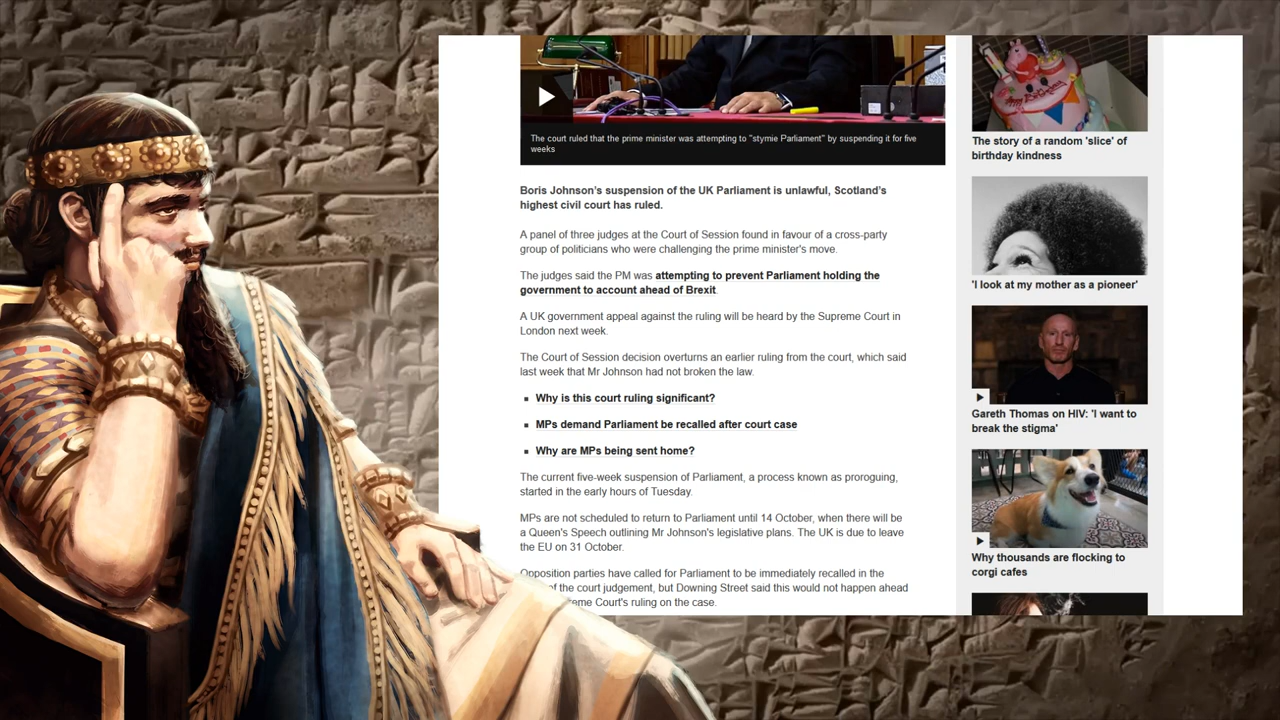 The court ruled that the prime minister was attempting to "stymie Parliament" by suspending it for five
weeks
Boris Johnson's suspension of the UK Parliament is unlawful, Scotland's
highest civil court has ruled.
A panel of three judges at the Court of Session found in favour of a cross-party
group of politicians who were challenging the prime minister's move.
The judges said the PM was attempting to prevent Parliament holding the
government to account ahead of Brexit.
A UK government appeal against the ruling will be heard by the Supreme Court in
London next week.
The Court of Session decision overturns an earlier ruling from the court, which said
last week that Mr Johnson had not broken the law.
Why is this court ruling significant?
MPs demand Parliament be recalled after court case
Why are MPs being sent home?
The current five-week suspension of Parliament, a process known as proroguing,
started in the early hours of Tuesday.
MPs are not scheduled to return to Parliament until 14 October, when there will be
a Queen's Speech outlining Mr Johnson's legislative plans. The UK is due to leave
the EU on 31 October.
Opposition parties have called for Parliament to be immediately recalled in the
of the court judgement, but Downing Street said this would not happen ahead
Court's ruling on the case.
The story of a random 'slice' of
birthday kindness
'I look at my mother as a pioneer'
Gareth Thomas on HIV: 'I want to
break the stigma'
Why thousands are flocking to
corgi cafes